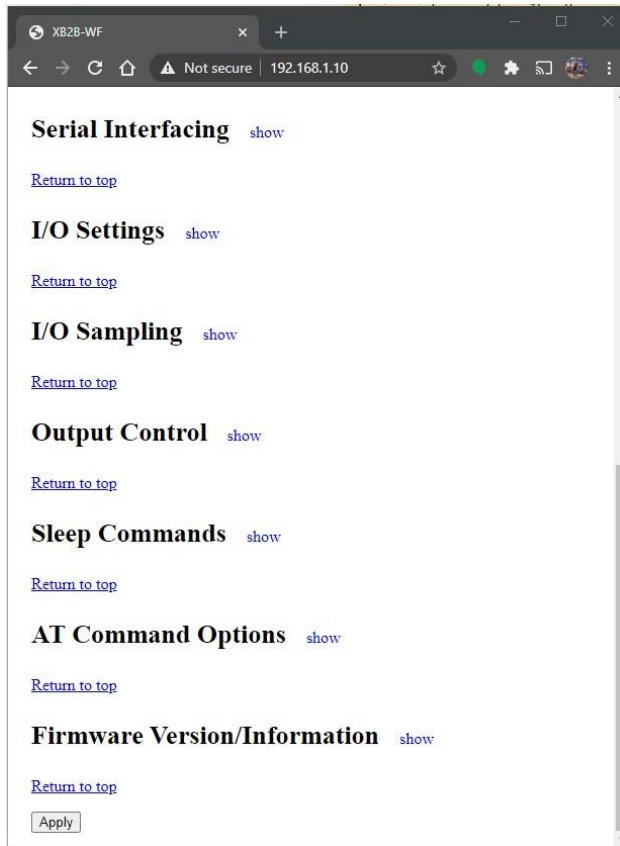 XB2B-WF
Not secure | 192.168.1.10
Serial Interfacing show
Return to top
I/O Settings show
Return to top
I/O Sampling show
Return to top
Output Control show
Return to top
Sleep Commands show
Return to top
AT Command Options show
Return to top
Firmware Version/Information show
Return to top
Apply